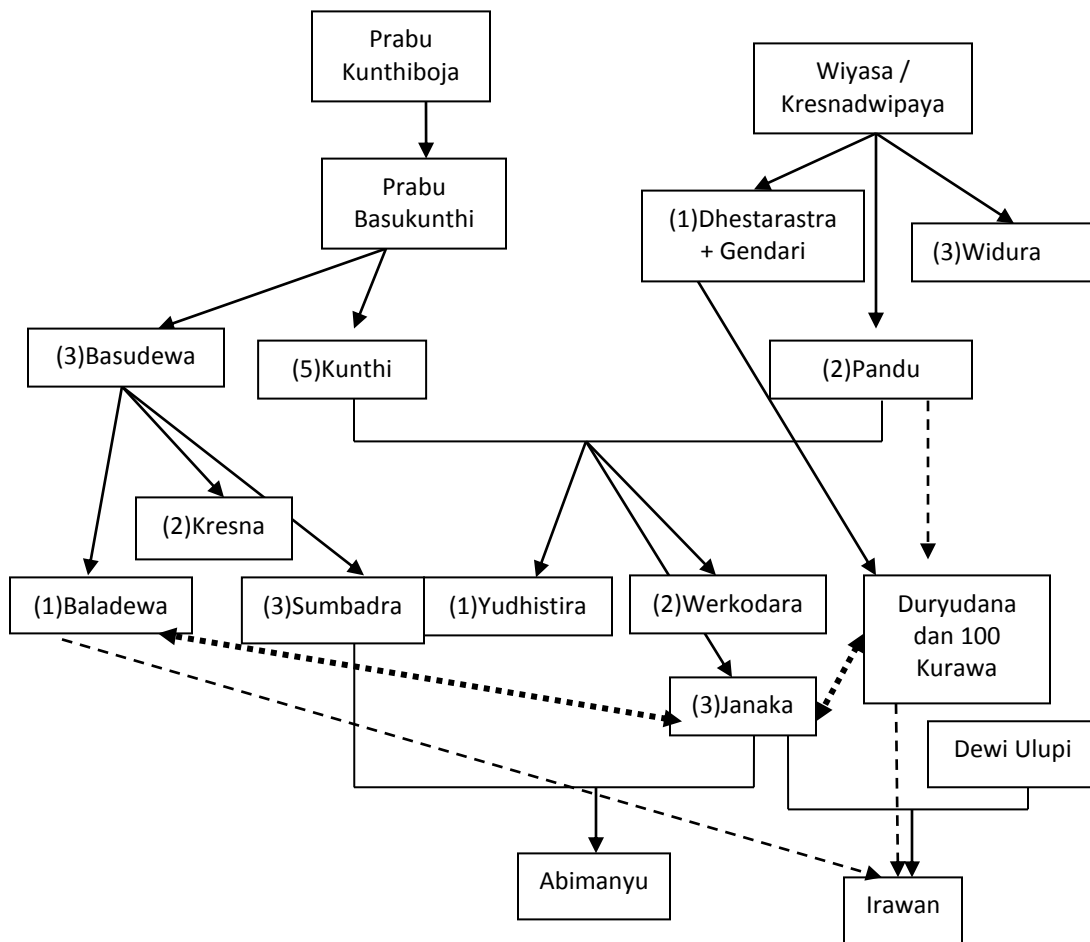 Prabu
Kunthiboja
Wiyasa /
Kresnadwipaya
Prabu
Basukunthi
(1)Dhestarastra
+ Gendari
(3)Widura
(3)Basudewa
(5)Kunthi
(2)Pandu
(2)Kresna
(1)Baladewa
(3)Sumbadra
(1)Yudhistira
(2)Werkodara
Duryudana
dan 100
Kurawa
(3)Janaka
Dewi Ulupi
Abimanyu
Irawan